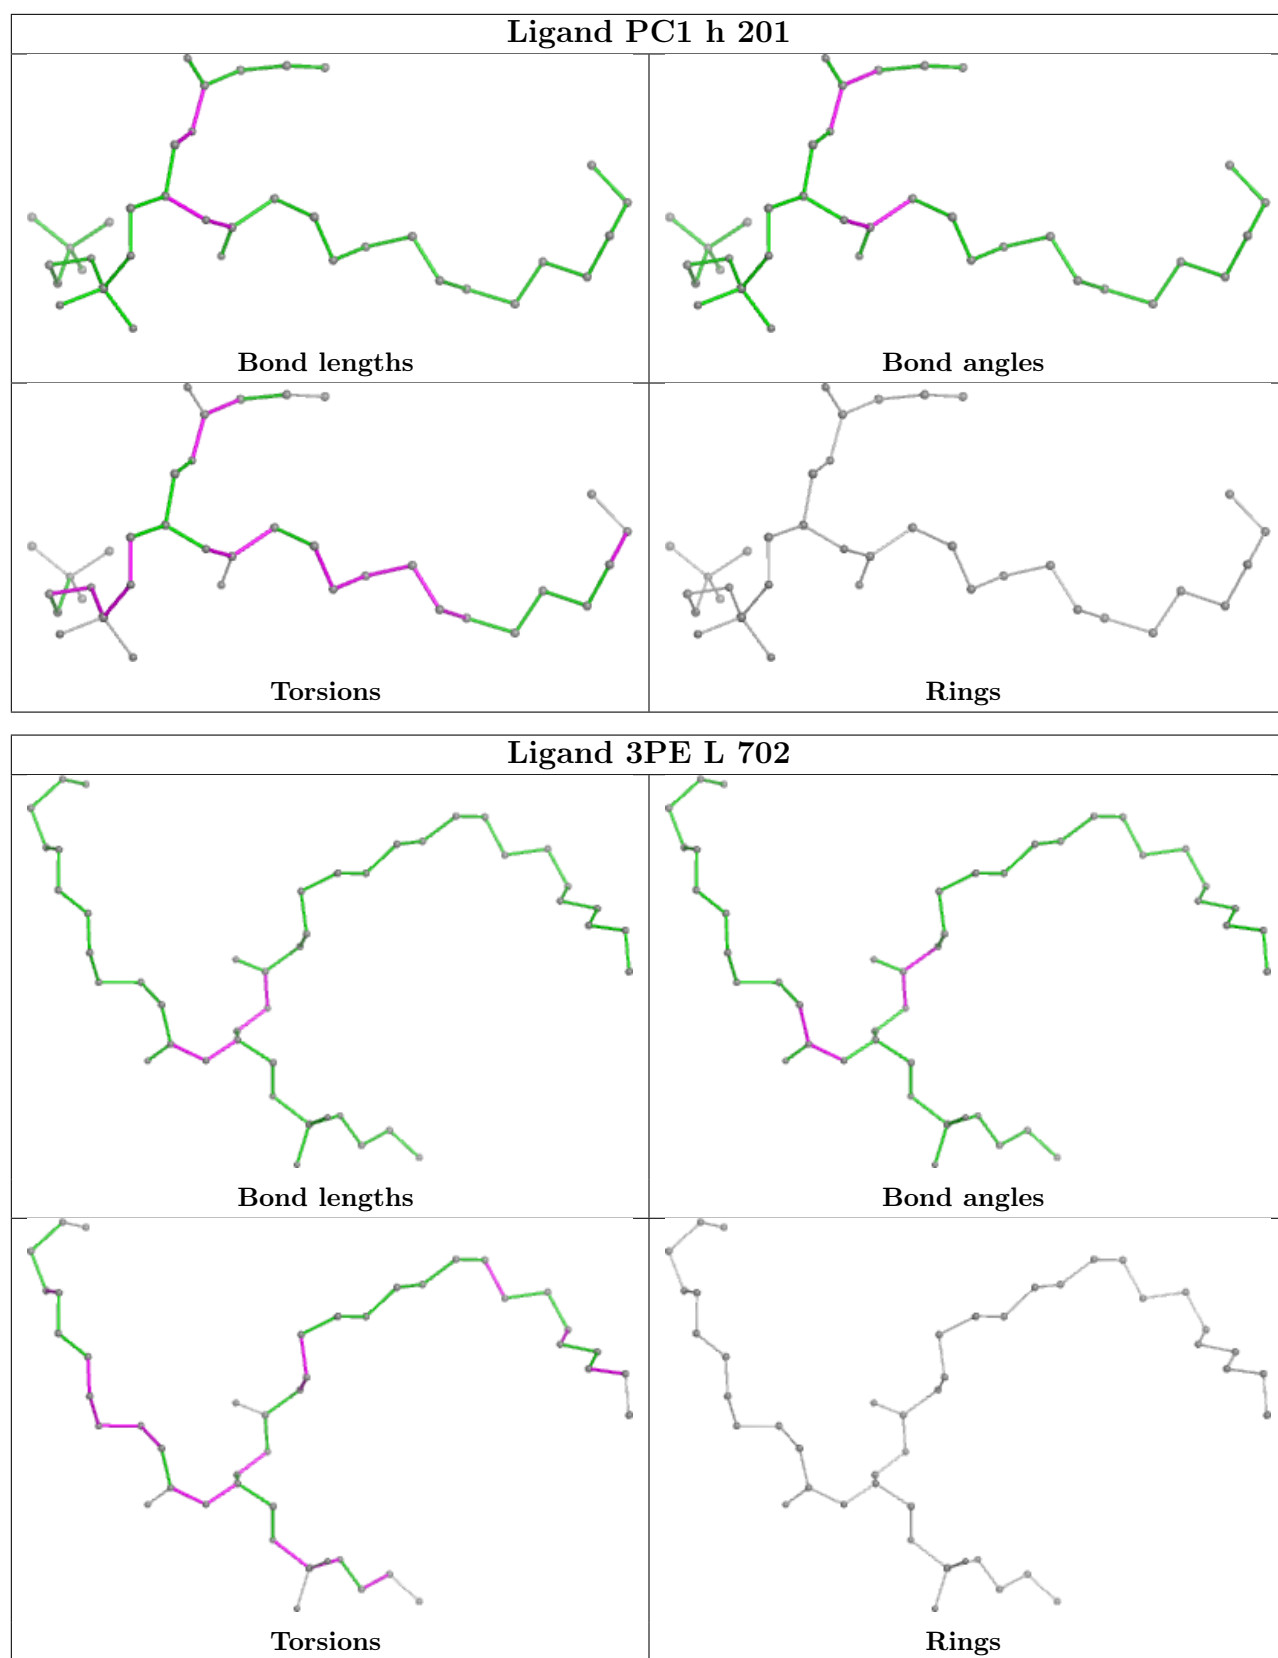 Ligand PC1 h 201
Bond lengths
Bond angles
Torsions
Rings
Ligand 3PE L 702
Bond lengths
Bond angles
Torsions
Rings